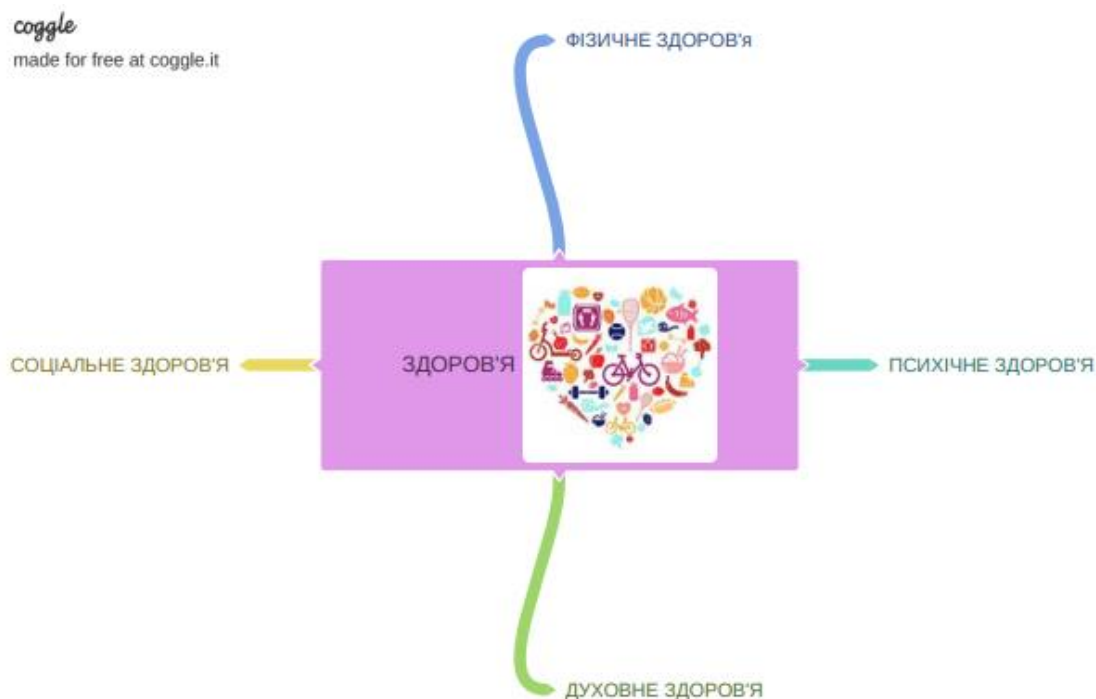 coggle
made for free at coggle.it
ФІЗИЧНЕ ЗДОРОВ'я
СОЦІАЛЬНЕ ЗДОРОВ'Я
ЗДОРОВ'Я
ПСИХІЧНЕ ЗДОРОВ'Я
ДУХОВНЕ ЗДОРОВ'Я